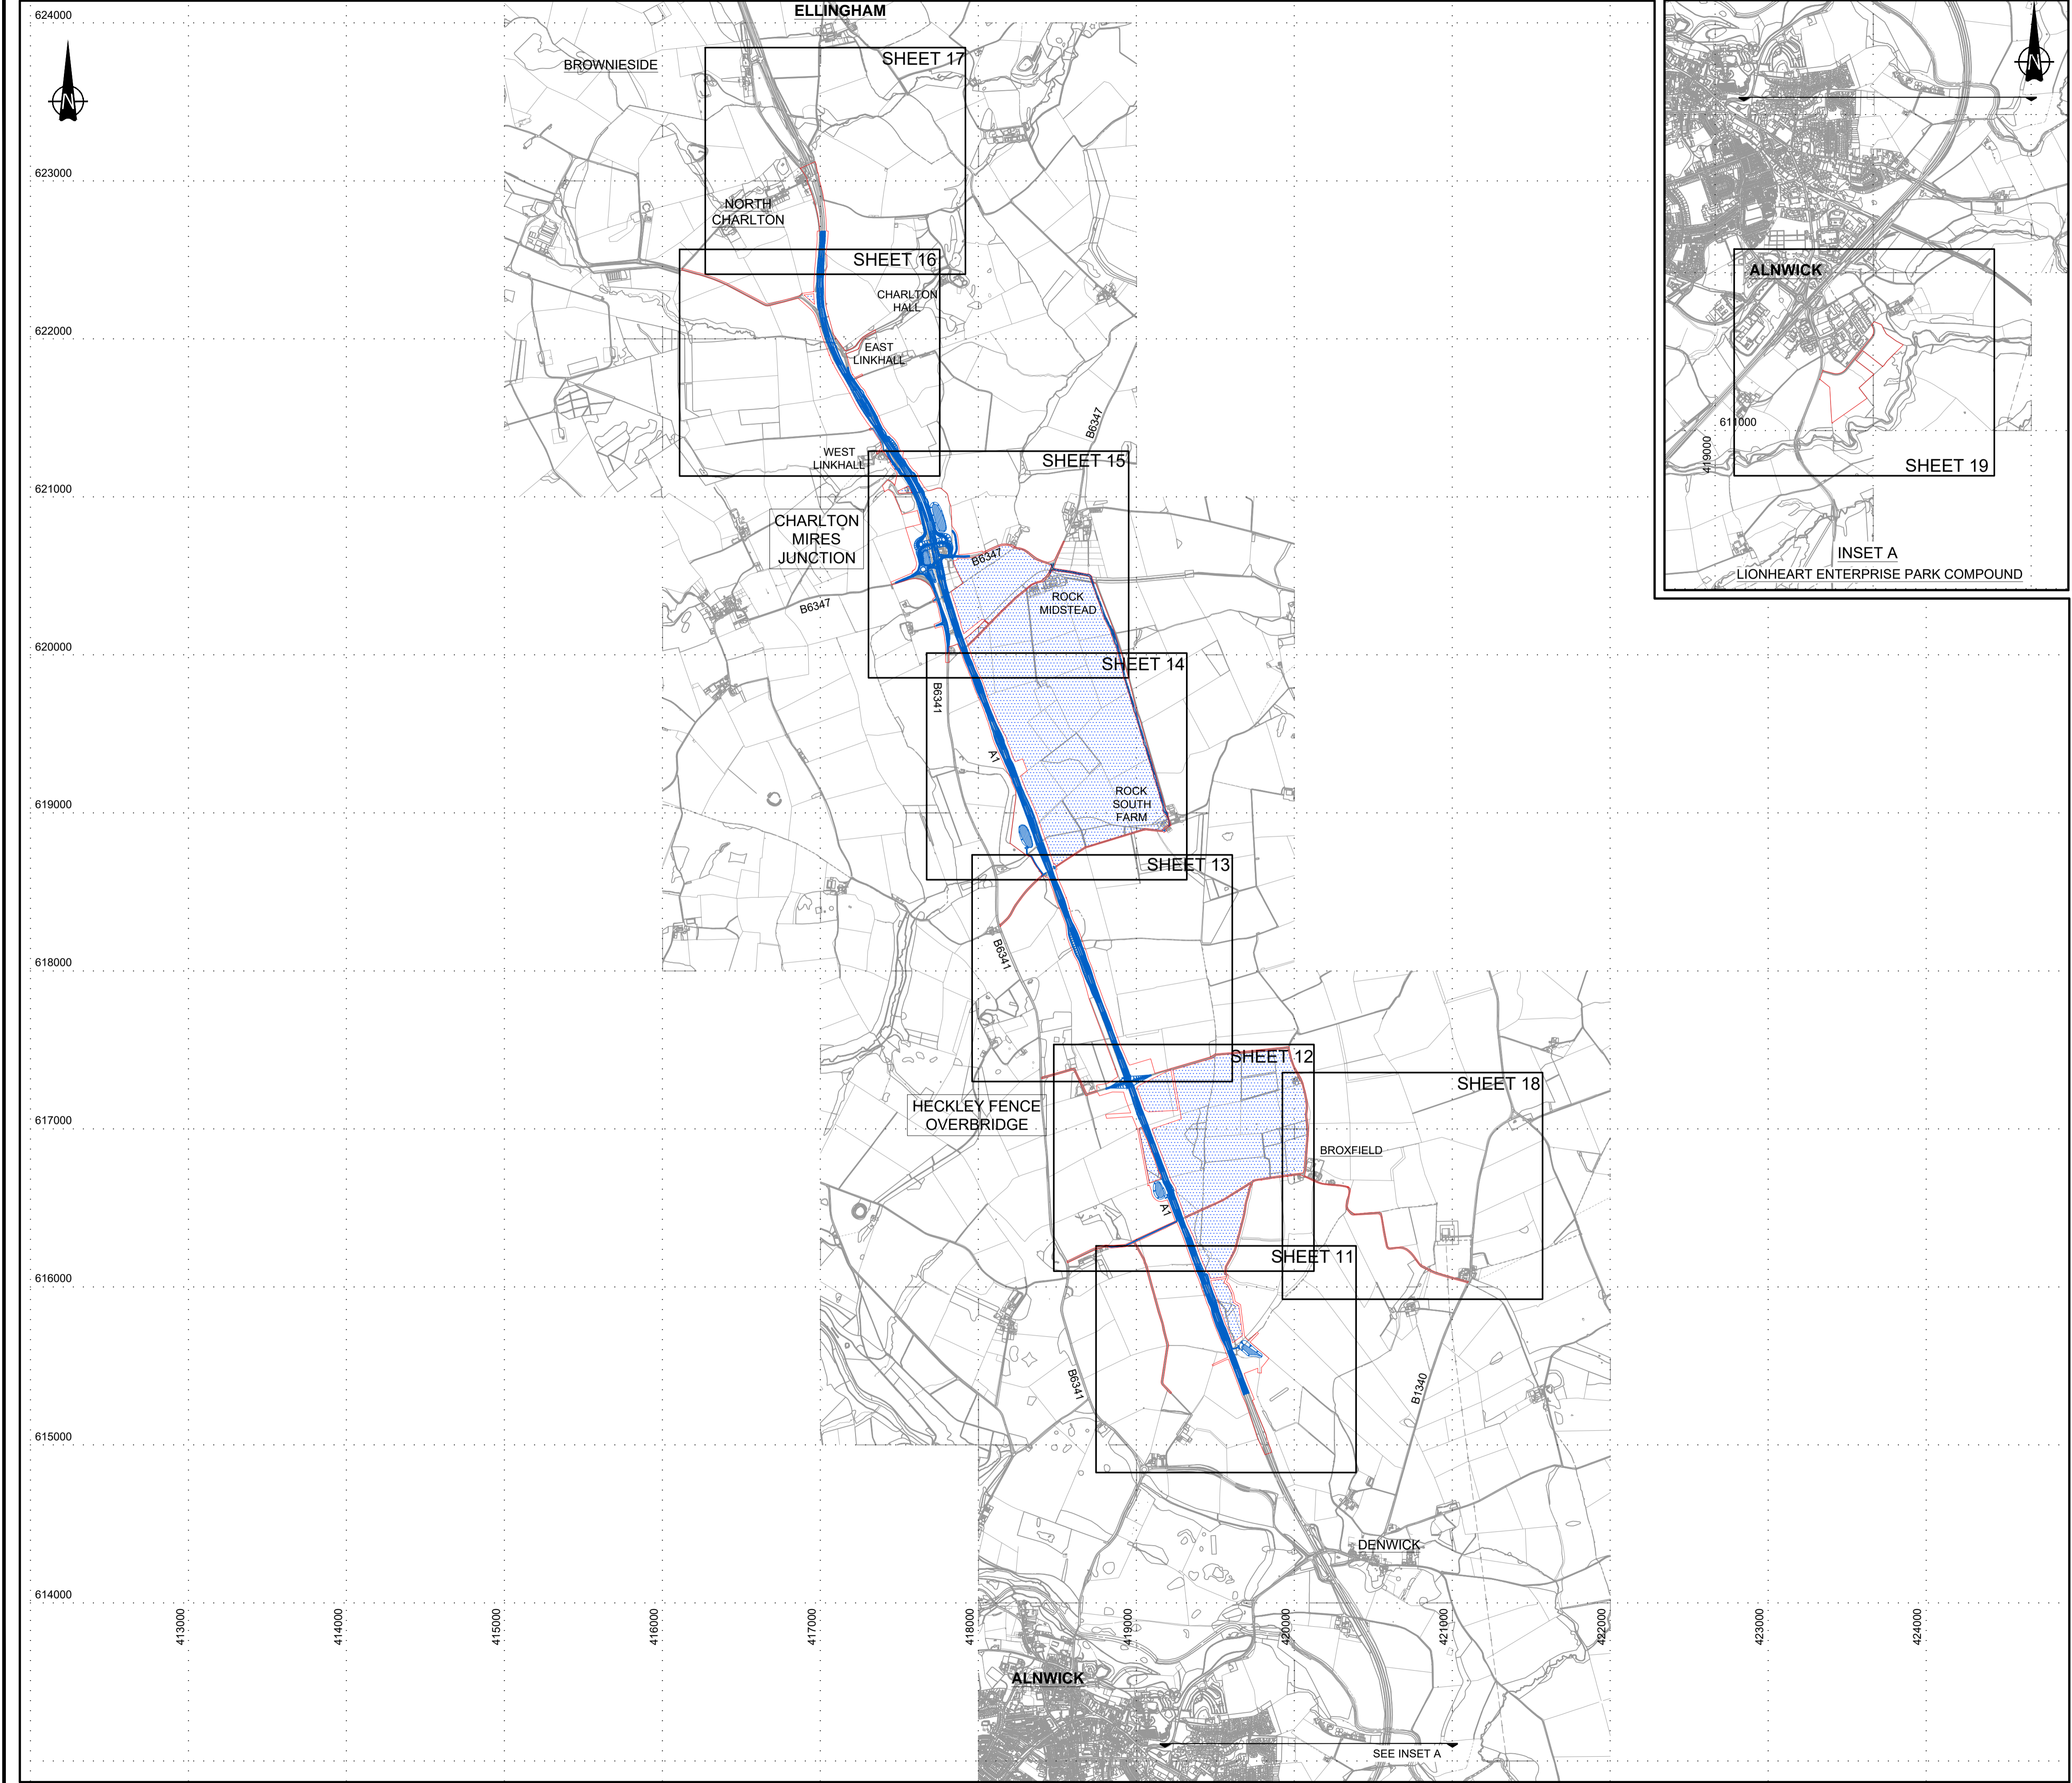 624000
ELLINGHAM
BROWNIESIDE
SHEET 17
N
N
623000
NORTH
CHARLTON
SHEET 16
CHARLTON
HALL
622000
EAST
LINKHALL
B6347
WEST
LINKHALL
SHEET 15
621000
CHARLTON
MIRES
JUNCTION
B6347
B6347
ROCK
MIDSTEAD
620000
SHEET 14
B6341
A1
619000
ROCK
SOUTH
FARM
SHEET 13
618000
B6341
SHEET 12
SHEET 18
617000
HECKLEY FENCE
OVERBRIDGE
BROXFIELD
A1
616000
SHEET 11
B6341
B1340
615000
DENWICK
614000
413000
414000
415000
416000
417000
418000
419000
420000
421000
422000
423000
424000
ALNWICK
SEE INSET A
ALNWICK
611000
419000
SHEET 19
INSET A
LIONHEART ENTERPRISE PARK COMPOUND